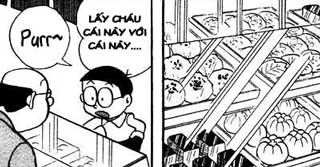 Purr~
LẤY CHÁU
CÁI NÀY VỚI
CÁI NÀY....